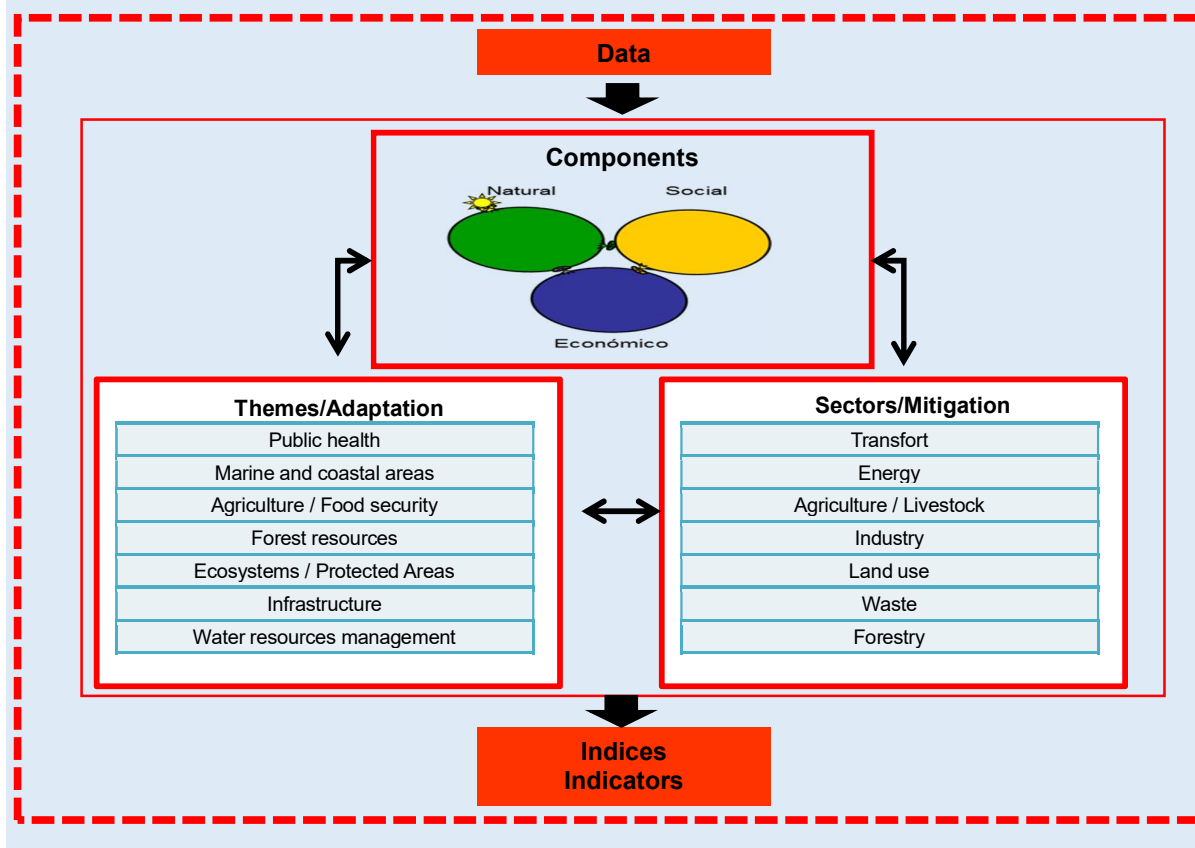 Data
Components
Natural
Social
Económico
Themes/Adaptation
Public health
Marine and coastal areas
Agriculture / Food security
Forest resources
Ecosystems / Protected Areas
Infrastructure
Water resources management
Sectors/Mitigation
Transfort
Energy
Agriculture / Livestock
Industry
Land use
Waste
Forestry
Indices
Indicators